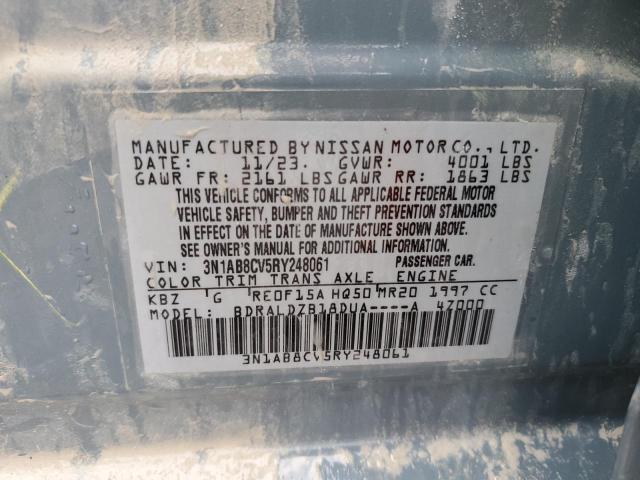 MANUFACTURED BY NISSAN MOTOR CO., LTD.
DATE: 11/23. GVWR: 4001 LBS
GAWR FR: 2161 LBS GAWR RR: 1863 LBS
THIS VEHICLE CONFORMS TO ALL APPLICABLE FEDERAL MOTOR
VEHICLE SAFETY, BUMPER AND THEFT PREVENTION STANDARDS
IN EFFECT ON THE DATE OF MANUFACTURE SHOWN ABOVE.
SEE OWNER'S MANUAL FOR ADDITIONAL INFORMATION.
VIN: 3N1AB8CV5RY248061 PASSENGER CAR.
COLOR TRIM TRANS AXLE ENGINE
KBZ G RE0F15A HQ50 MR20 1997 CC
MODEL: BDRALDZB18DUA----A 4Z000
3N1AB8CV5RY248061